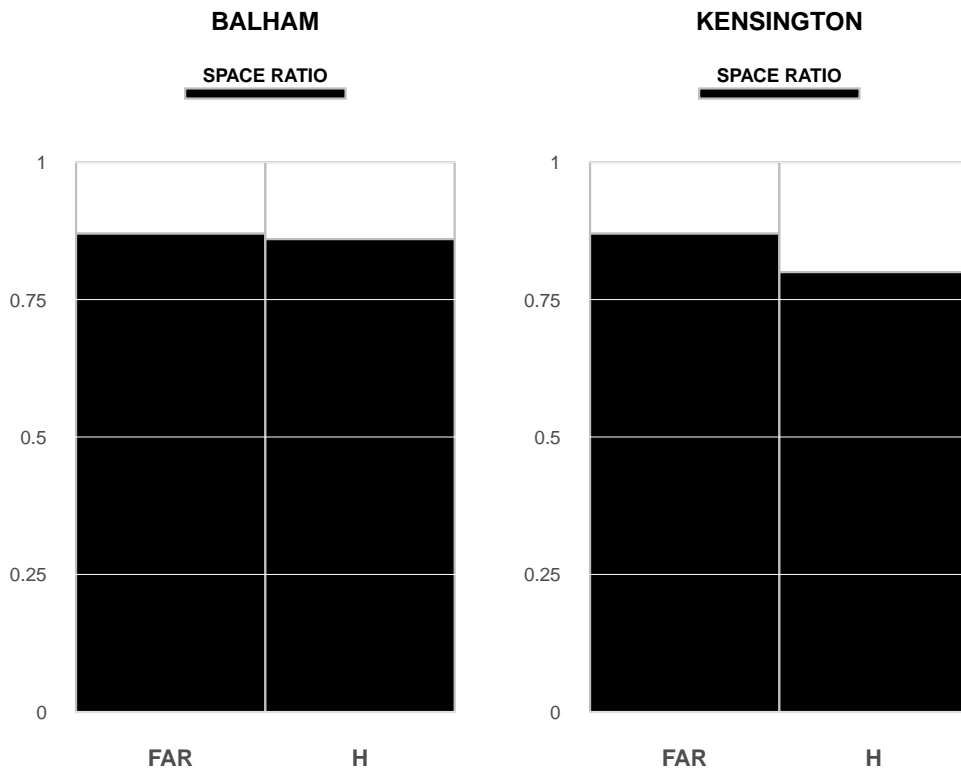 BALHAM
SPACE RATIO
1
0.75
0.5
0.25
0
FAR H
KENSINGTON
SPACE RATIO
1
0.75
0.5
0.25
0
FAR H